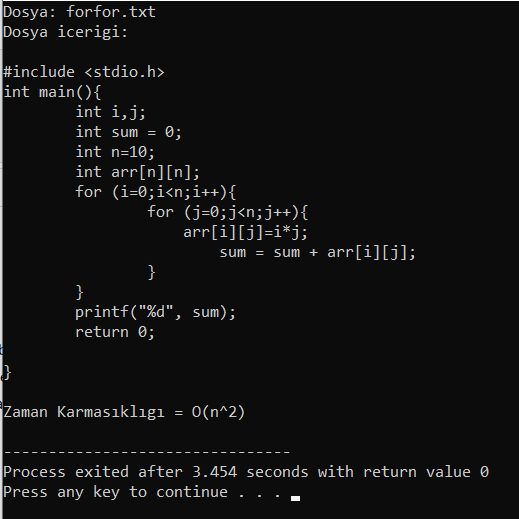 Dosya: forfor.txt
Dosya icerigi:
#include <stdio.h>
int main(){
int i,j;
int sum = 0;
int n=10;
int arr[n][n];
for (i=0;i<n;i++){
for (j=0;j<n;j++){
arr[i][j]=i*j;
sum = sum + arr[i][j];
}
}
printf("%d", sum);
return 0;
}
Zaman Karmasıklıgı = O(n^2)
--------------------------------
Process exited after 3.454 seconds with return value 0
Press any key to continue . . .